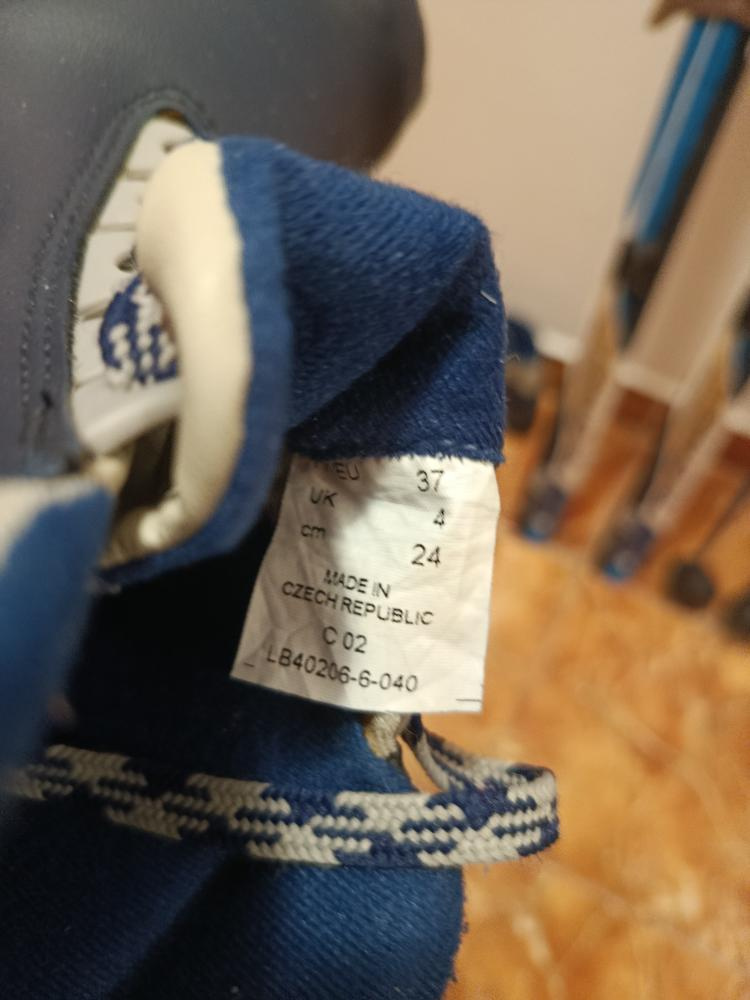 EU 37
UK 4
cm 24
MADE IN
CZECH REPUBLIC
C 02
LB40206-6-040